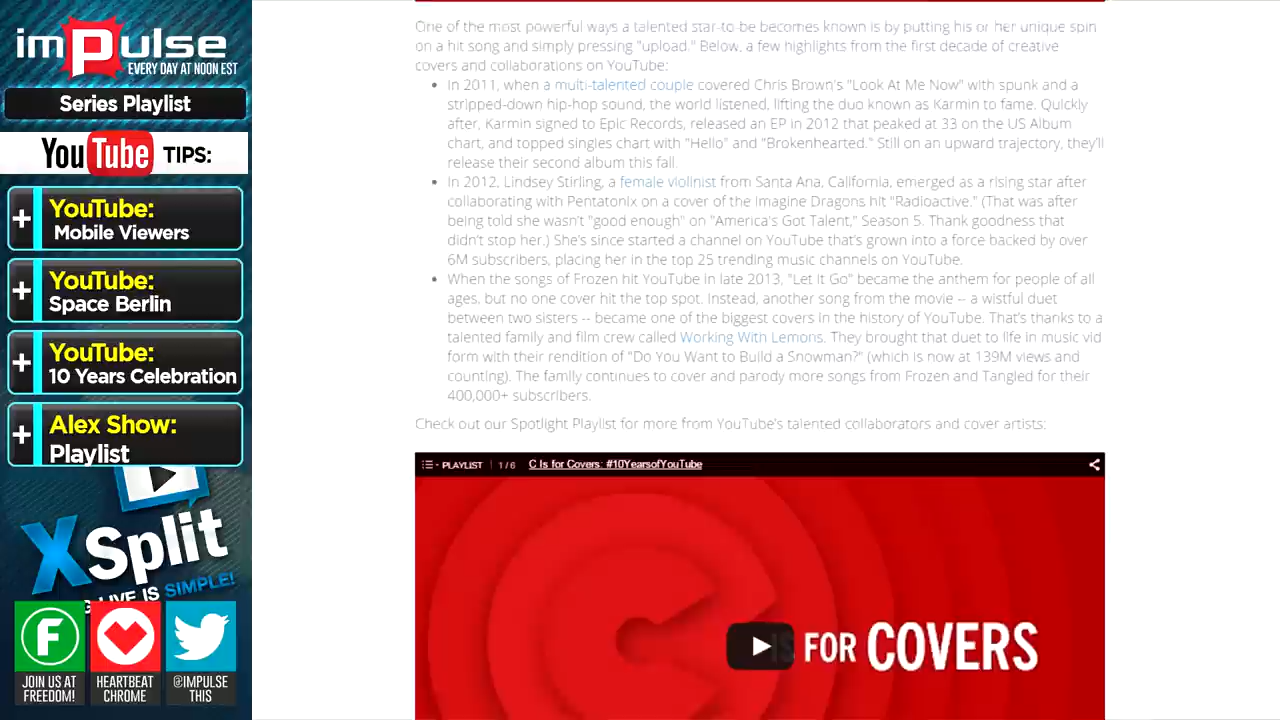 imPulse
EVERY DAY AT NOON EST
Series Playlist
YouTube TIPS:
+ YouTube:
Mobile Viewers
+ YouTube:
Space Berlin
+ YouTube:
10 Years Celebration
+ Alex Show:
Playlist
XSplit
LIVE IS SIMPLE!
F
JOIN US AT
FREEDOM!
HEARTBEAT
CHROME
@IMPULSE
THIS
One of the most powerful ways a talented star-to be becomes known is by putting his or her unique spin
on a hit song and simply pressing "upload." Below, a few highlights from the first decade of creative
covers and collaborations on YouTube:
• In 2011, when a multi-talented couple covered Chris Brown's "Look At Me Now" with spunk and a
stripped-down hip-hop sound, the world listened, lifting the duo known as Karmin to fame. Quickly
after, Karmin signed to Epic Records, released an EP in 2012 that peaked at 33 on the US Album
chart, and topped singles chart with "Hello" and "Brokenhearted." Still on an upward trajectory, they'll
release their second album this fall.
• In 2012, Lindsey Stirling, a female violinist from Santa Ana, California, emerged as a rising star after
collaborating with Pentatonix on a cover of the Imagine Dragons hit "Radioactive." (That was after
being told she wasn't "good enough" on "America's Got Talent," Season 5. Thank goodness that
didn't stop her.) She's since started a channel on YouTube that's grown into a force backed by over
6M subscribers, placing her in the top 25 trending music channels on YouTube.
• When the songs of Frozen hit YouTube in late 2013, "Let It Go" became the anthem for people of all
ages, but no one cover hit the top spot. Instead, another song from the movie -- a wistful duet
between two sisters -- became one of the biggest covers in the history of YouTube. That's thanks to a
talented family and film crew called Working With Lemons. They brought that duet to life in music vid
form with their rendition of "Do You Want to Build a Snowman?" (which is now at 139M views and
counting). The family continues to cover and parody more songs from Frozen and Tangled for their
400,000+ subscribers.
Check out our Spotlight Playlist for more from YouTube's talented collaborators and cover artists:
PLAYLIST 1/6 C Is for Covers: #10YearsofYouTube
IS FOR COVERS